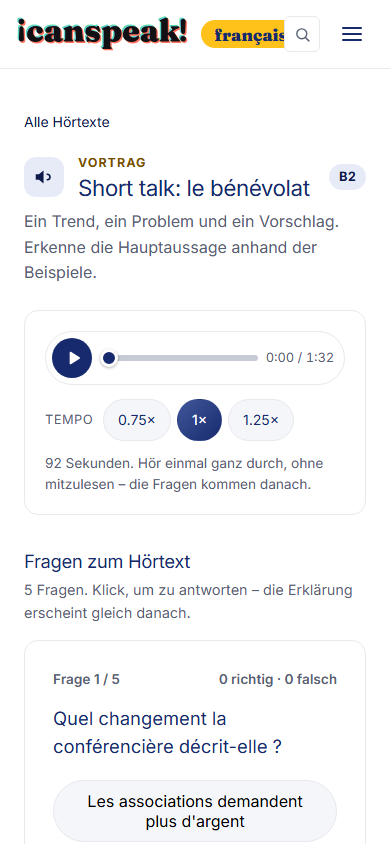 icanspeak!
français
Alle Hörtexte
VORTRAG
Short talk: le bénévolat
B2
Ein Trend, ein Problem und ein Vorschlag.
Erkenne die Hauptaussage anhand der
Beispiele.
0:00 / 1:32
TEMPO
0.75×
1×
1.25×
92 Sekunden. Hör einmal ganz durch, ohne
mitzulesen – die Fragen kommen danach.
Fragen zum Hörtext
5 Fragen. Klick, um zu antworten – die Erklärung
erscheint gleich danach.
Frage 1 / 5
0 richtig · 0 falsch
Quel changement la
conférencière décrit-elle ?
Les associations demandent
plus d'argent